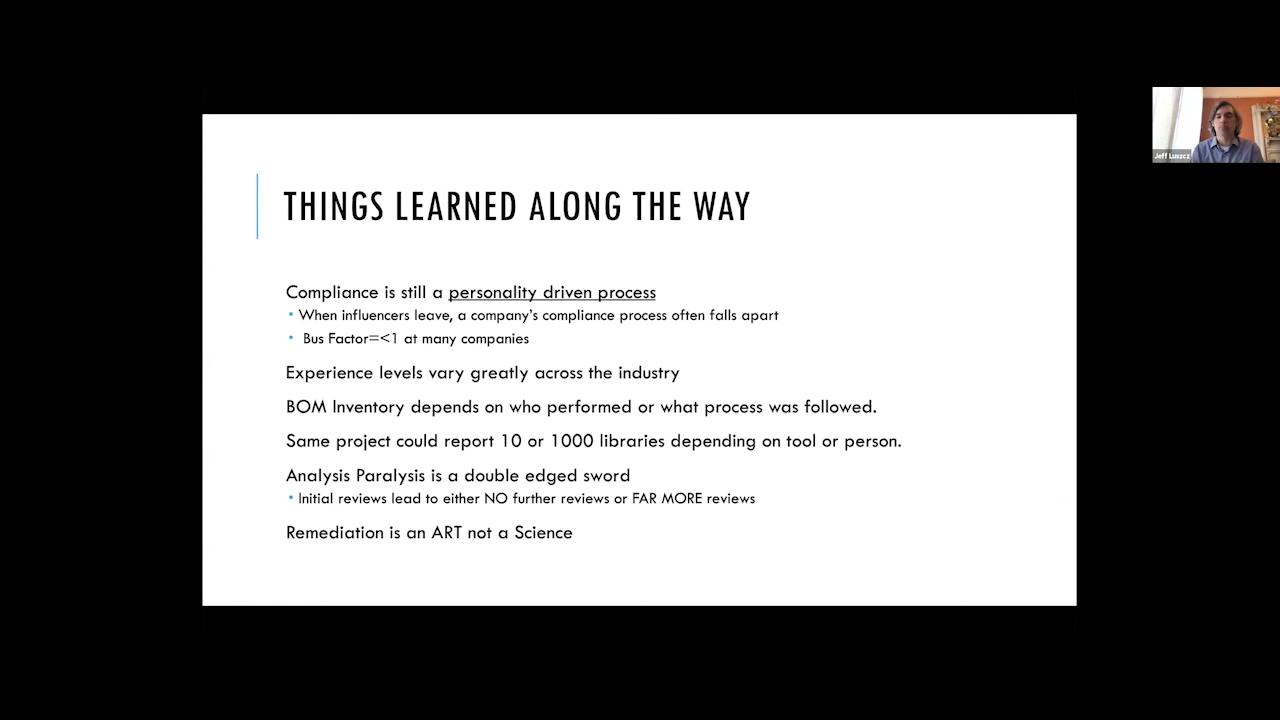 THINGS LEARNED ALONG THE WAY
Compliance is still a personality driven process
▪ When influencers leave, a company's compliance process often falls apart
▪ Bus Factor=<1 at many companies
Experience levels vary greatly across the industry
BOM Inventory depends on who performed or what process was followed.
Same project could report 10 or 1000 libraries depending on tool or person.
Analysis Paralysis is a double edged sword
▪ Initial reviews lead to either NO further reviews or FAR MORE reviews
Remediation is an ART not a Science
Jeff Luszcz